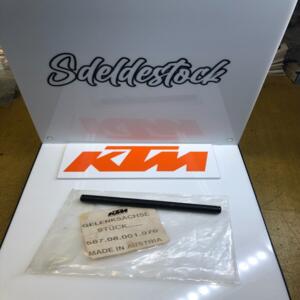 Sdeldestock
KTM
KTM
GELENKSACHSE
STÜCK
587.08.001.070
MADE IN AUSTRIA